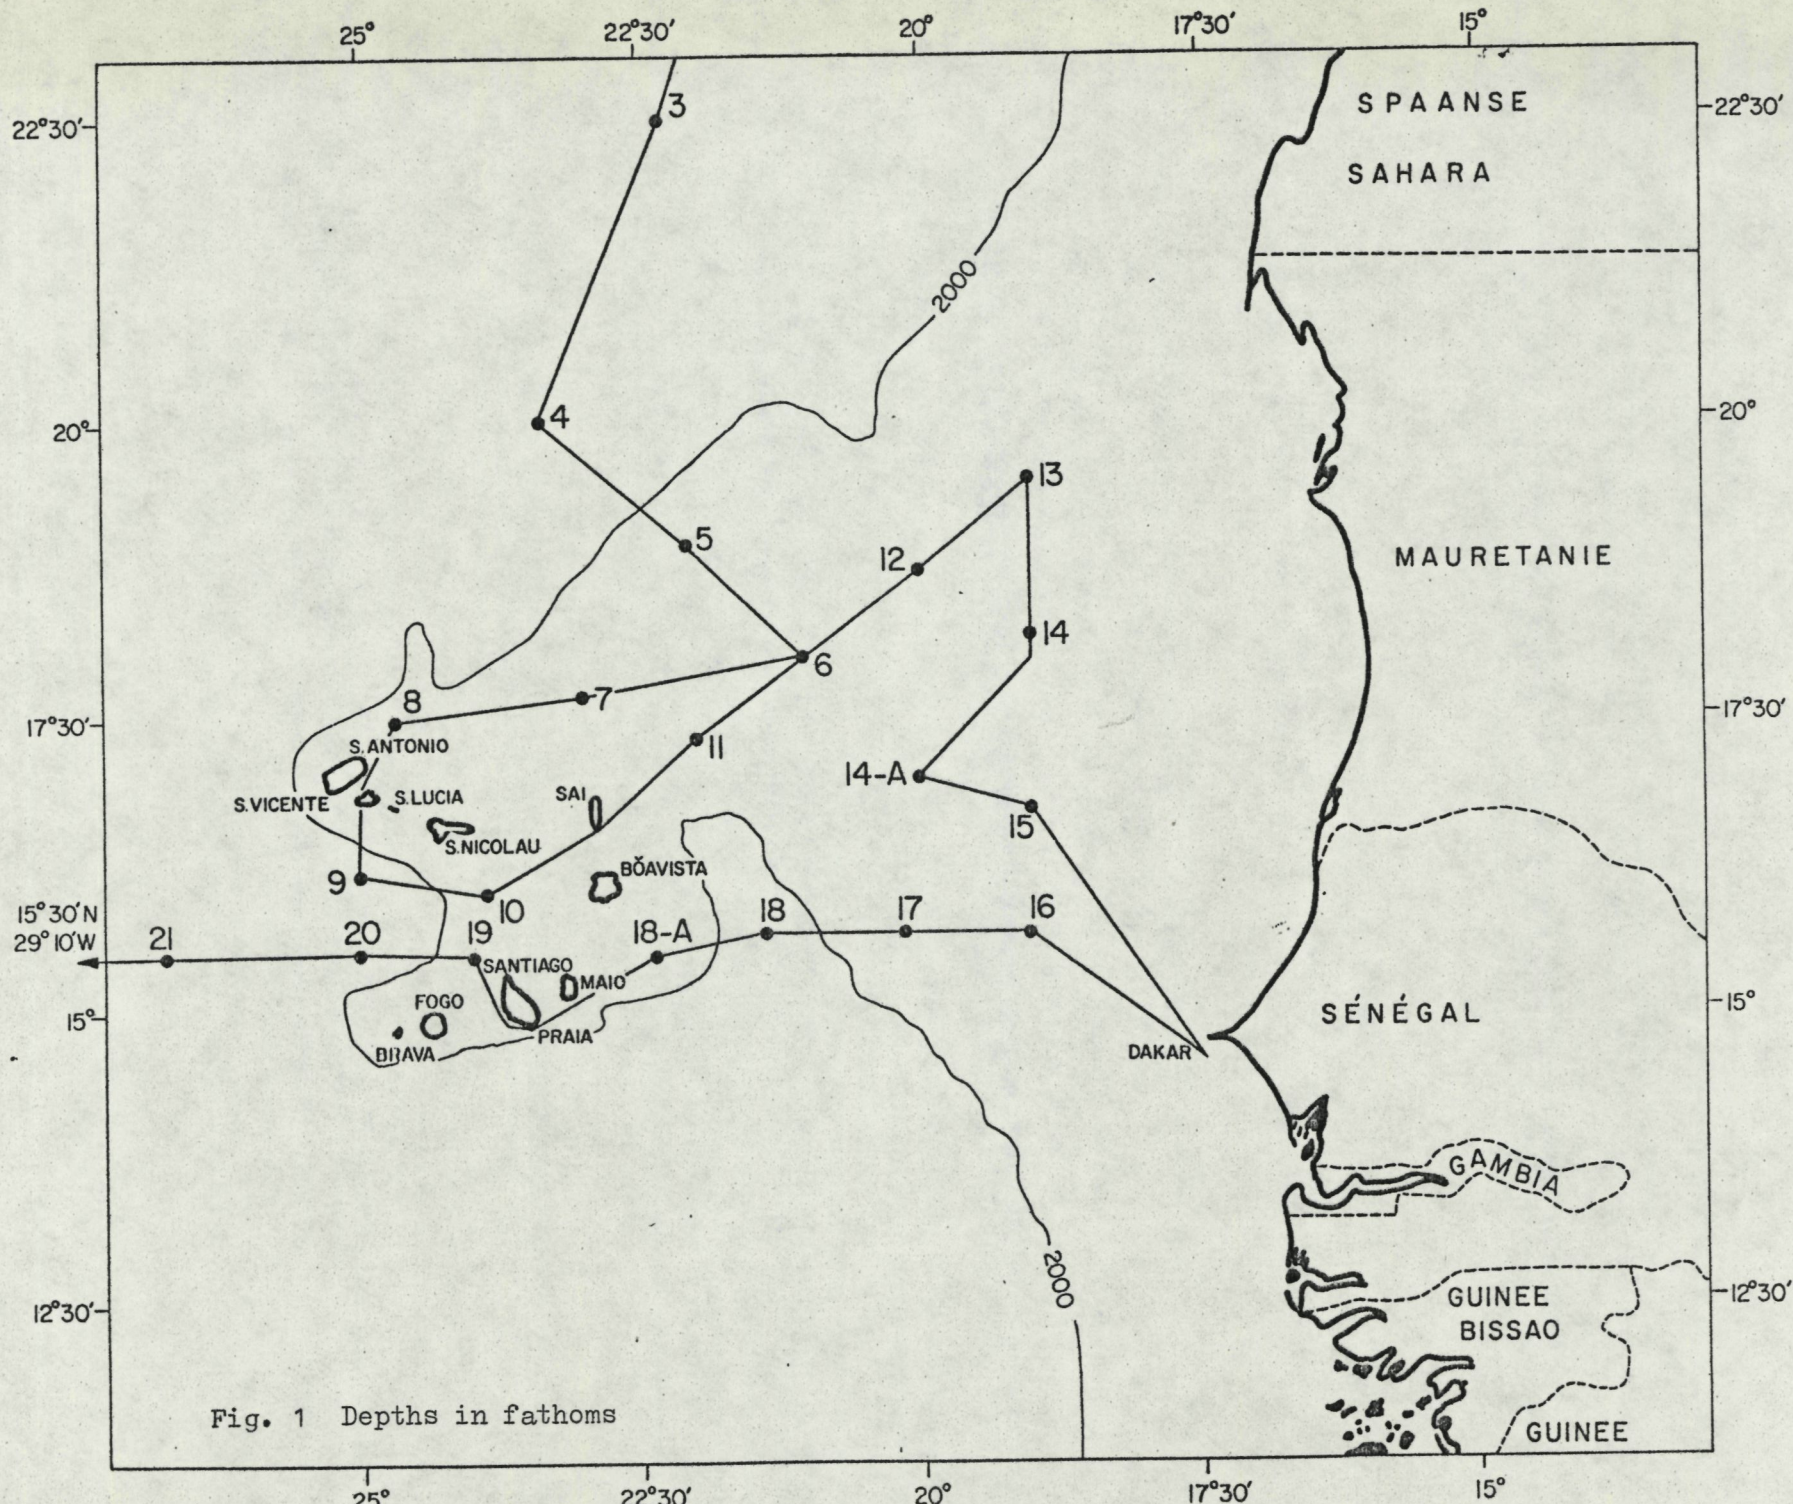 25° 22°30' 20° 17°30' 15°
3
22°30'
SPAANSE
22°30'
SAHARA
2000
4
20°
20°
13
5
12
MAURETANIE
14
6
7
8
17°30'
17°30'
11
S. ANTONIO
14-A
S. VICENTE
S. LUCIA
SAI
15
S. NICOLAU
BŎAVISTA
9
10
15°30'N
29°10'W
21
20
19
18-A
18
17
16
SANTIAGO
MAIO
FOGO
15°
15°
SÉNÉGAL
PRAIA
BRAVA
DAKAR
GAMBIA
2000
12°30'
12°30'
GUINEE
BISSAO
Fig. 1 Depths in fathoms
GUINEE
25° 22°30' 20° 17°30' 15°